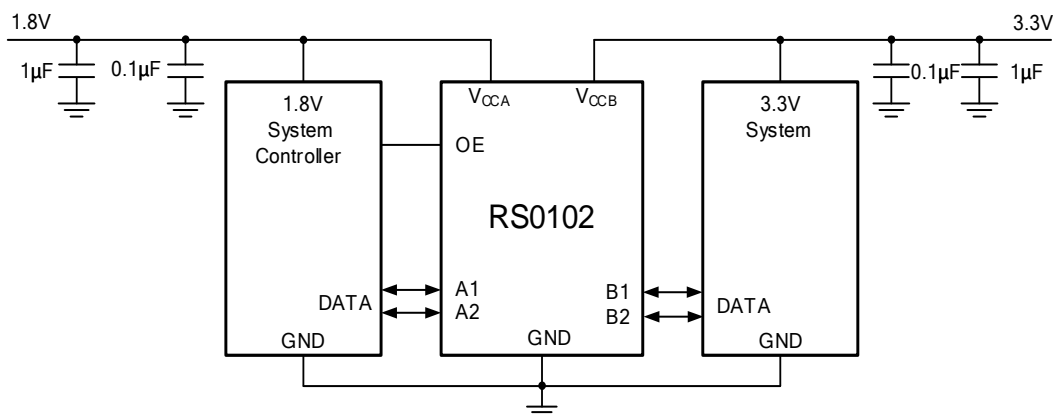 1.8V
3.3V
1μF
0.1μF
0.1μF
1μF
1.8V
System
Controller
DATA
GND
VCCA
VCCB
OE
RS0102
A1
A2
B1
B2
GND
3.3V
System
DATA
GND